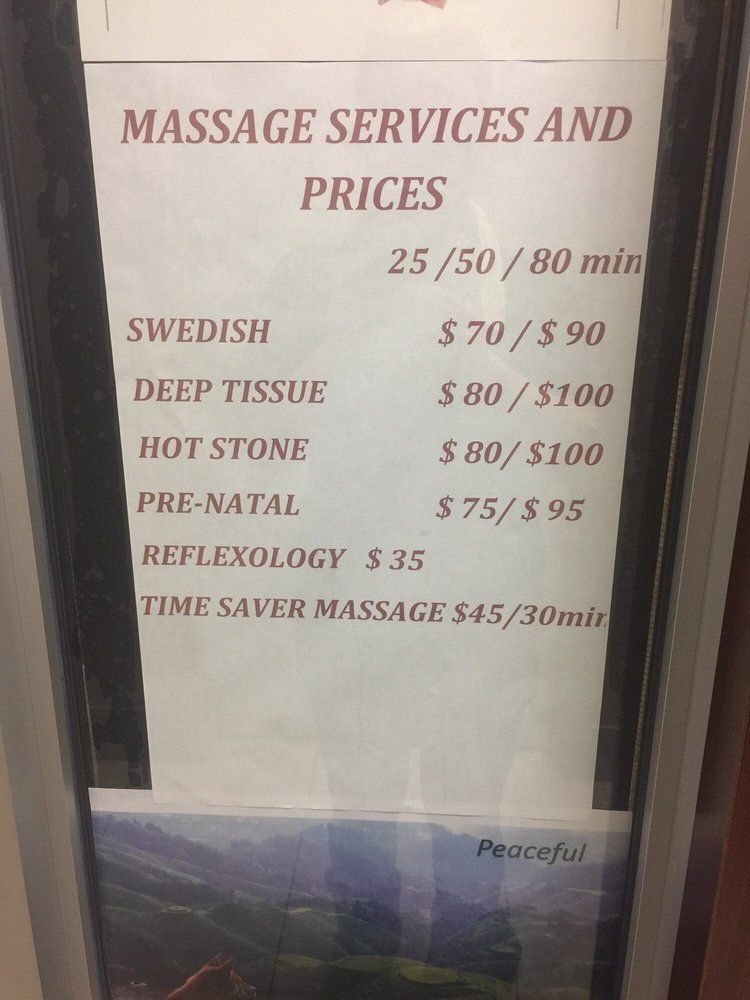 MASSAGE SERVICES AND
PRICES
25 /50 / 80 min
SWEDISH $ 70 / $ 90
DEEP TISSUE $ 80 / $100
HOT STONE $ 80/ $100
PRE-NATAL $ 75/ $ 95
REFLEXOLOGY $ 35
TIME SAVER MASSAGE $45/30min
Peaceful